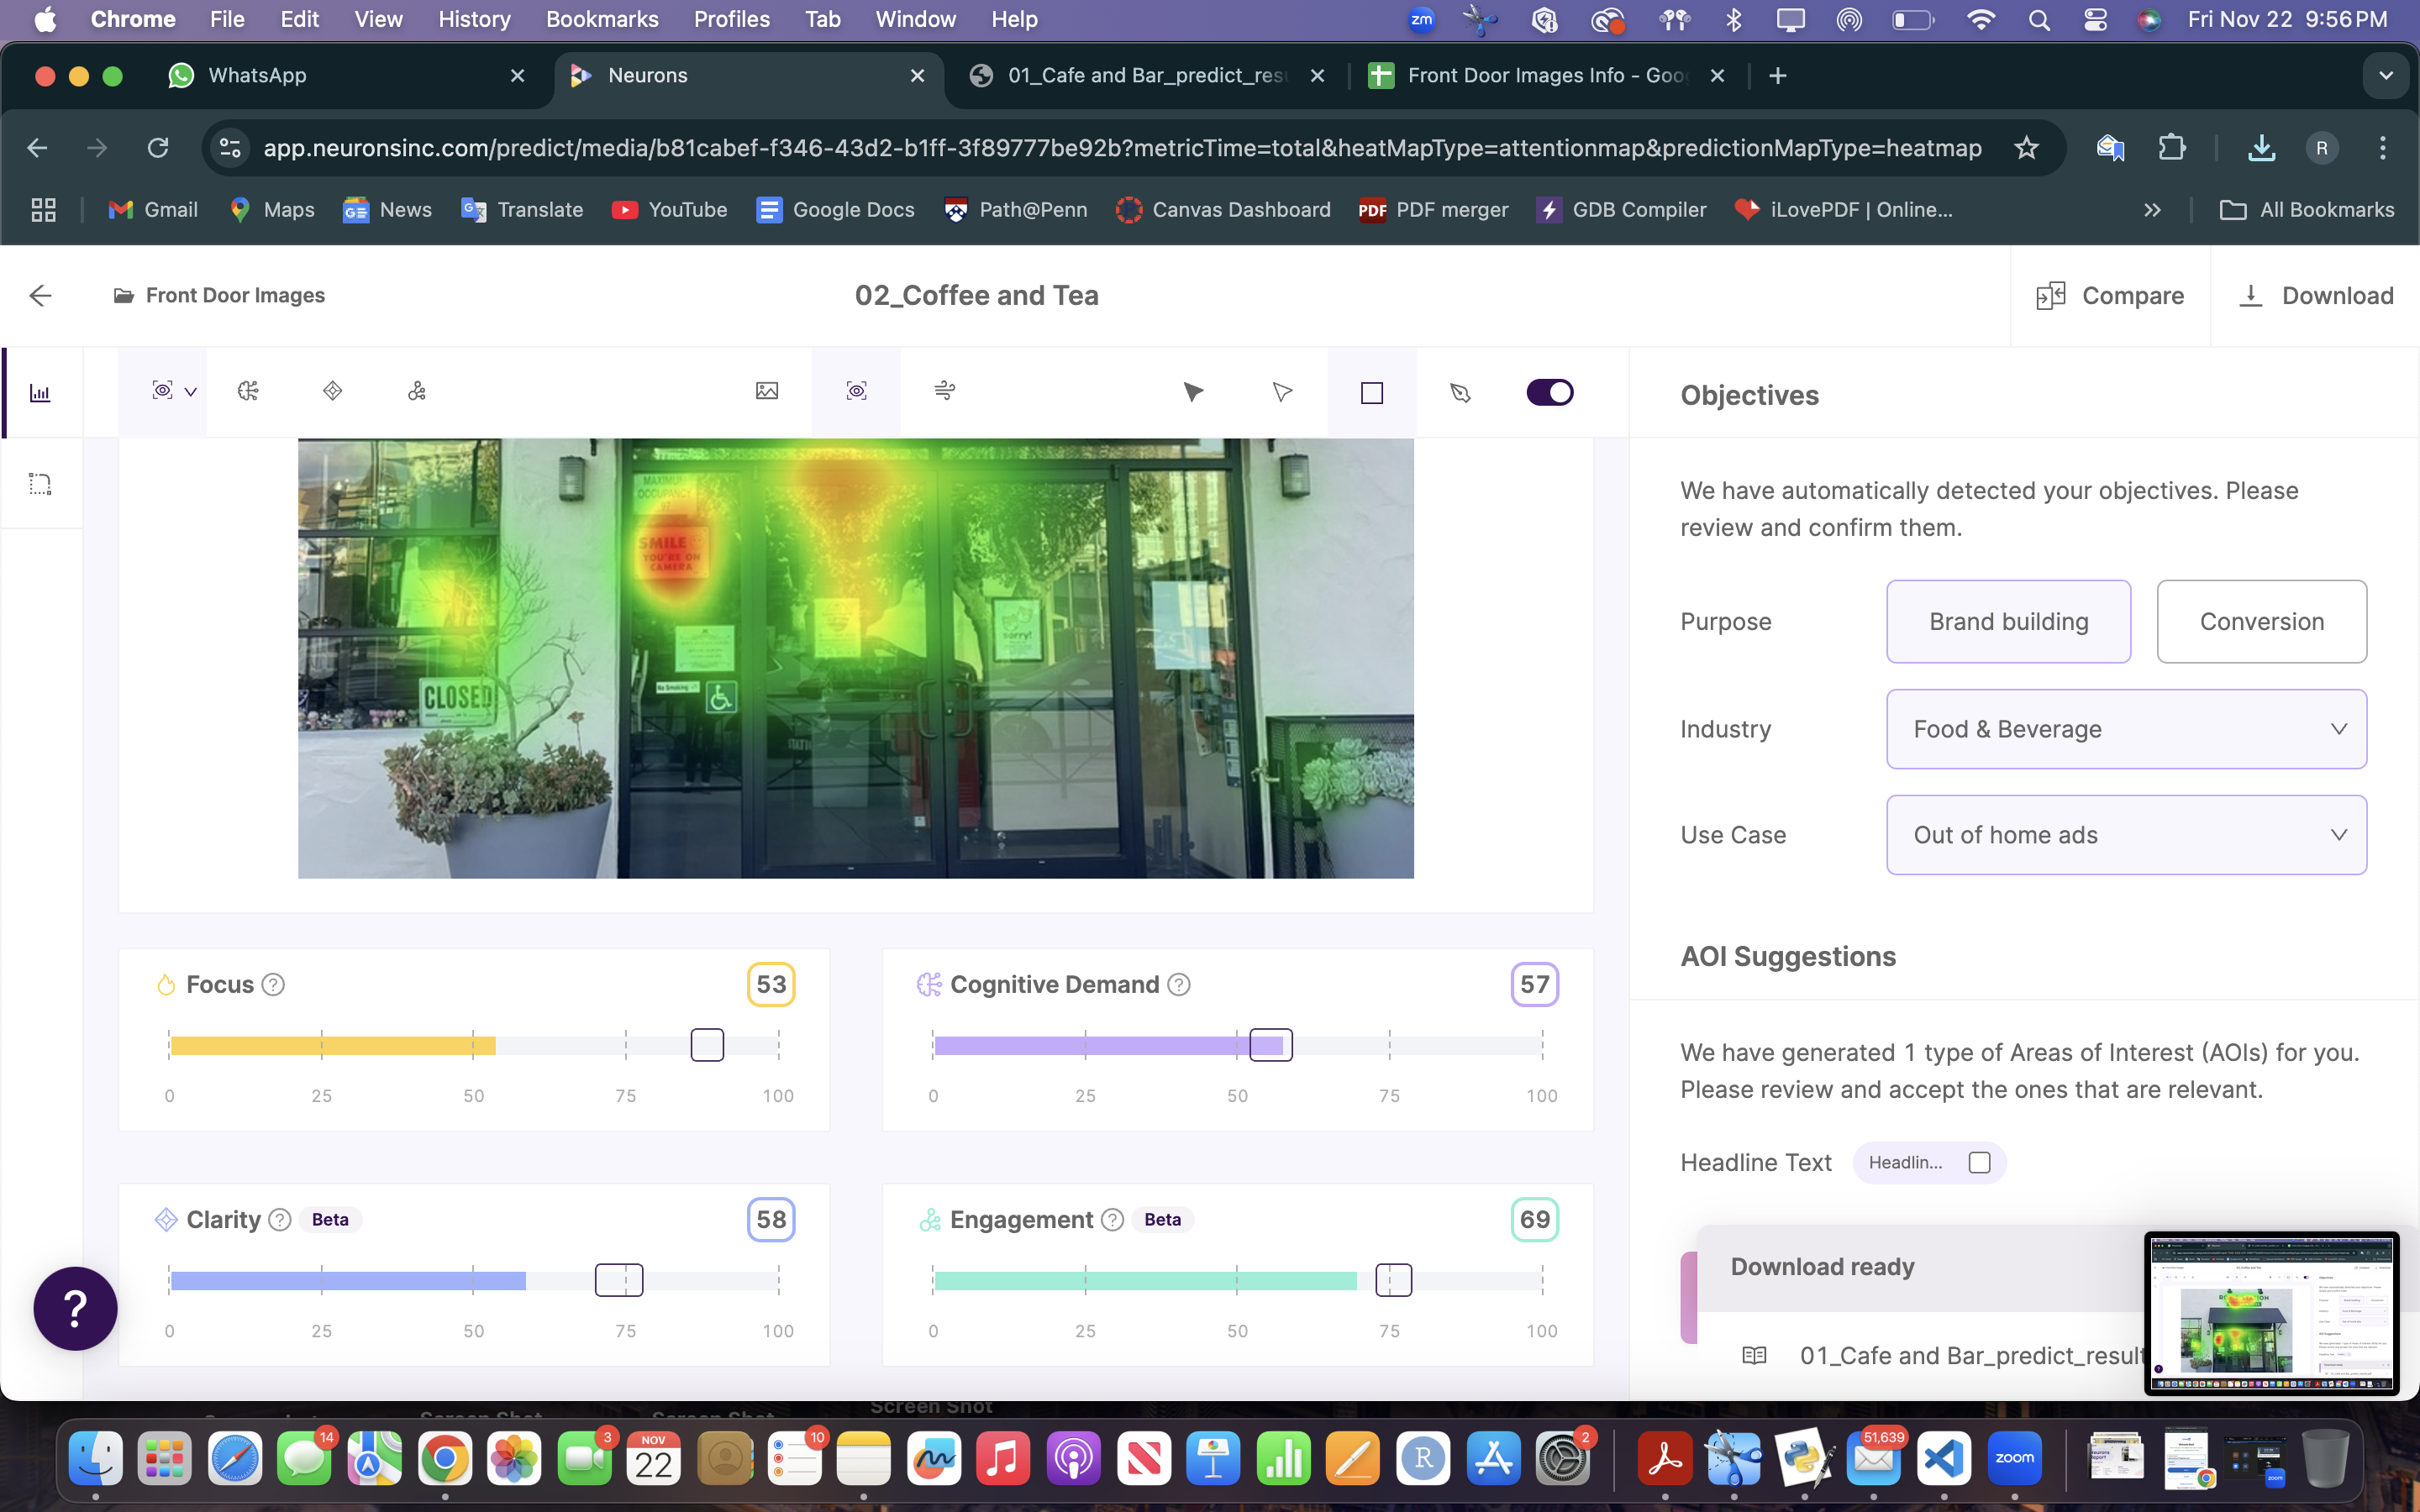 Chrome File Edit View History Bookmarks Profiles Tab Window Help
zm
Fri Nov 22 9:56 PM
WhatsApp
Neurons
01_Cafe and Bar_predict_resu
Front Door Images Info - Goo
app.neuronsinc.com/predict/media/b81cabef-f346-43d2-b1ff-3f89777be92b?metricTime=total&heatMapType=attentionmap&predictionMapType=heatmap
R
Gmail Maps News Translate YouTube Google Docs Path@Penn Canvas Dashboard PDF PDF merger GDB Compiler iLovePDF | Online... All Bookmarks
Front Door Images
02_Coffee and Tea
Compare
Download
Objectives
We have automatically detected your objectives. Please
review and confirm them.
Purpose Brand building Conversion
Industry Food & Beverage
Use Case Out of home ads
AOI Suggestions
We have generated 1 type of Areas of Interest (AOIs) for you.
Please review and accept the ones that are relevant.
Headline Text Headlin...
Download ready
01_Cafe and Bar_predict_result
MAXIMUM
OCCUPANCY
97
SMILE
YOU'RE ON
CAMERA
sorry!
No Smoking
CLOSED
Focus 53
0 25 50 75 100
Cognitive Demand 57
0 25 50 75 100
Clarity Beta 58
0 25 50 75 100
Engagement Beta 69
0 25 50 75 100
?
Screen Shot
Screen Shot
Screen Shot
14
3
NOV
22
10
2
51,639
R
zoom